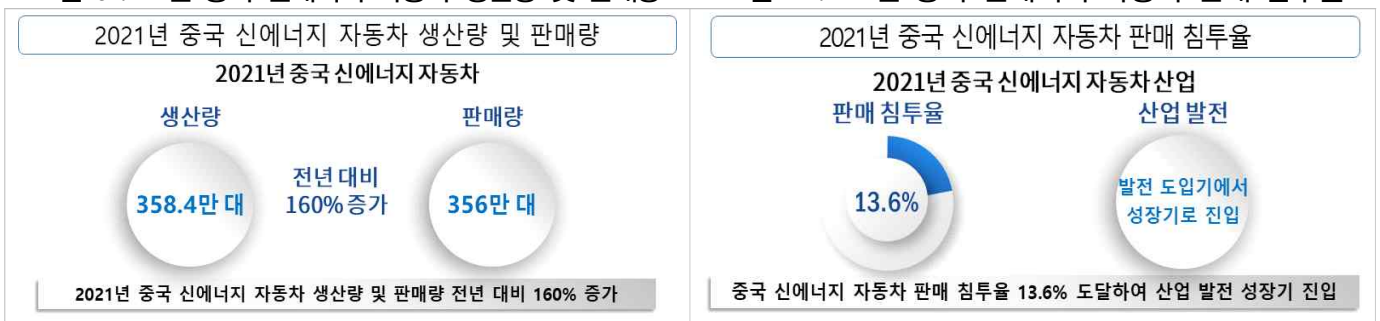 2021년 중국 신에너지 자동차 생산량 및 판매량
2021년 중국 신에너지 자동차
생산량
판매량
358.4만 대
전년 대비
160% 증가
356만 대
2021년 중국 신에너지 자동차 생산량 및 판매량 전년 대비 160% 증가
2021년 중국 신에너지 자동차 판매 침투율
2021년 중국 신에너지 자동차 산업
판매 침투율
산업 발전
13.6%
발전 도입기에서
성장기로 진입
중국 신에너지 자동차 판매 침투율 13.6% 도달하여 산업 발전 성장기 진입